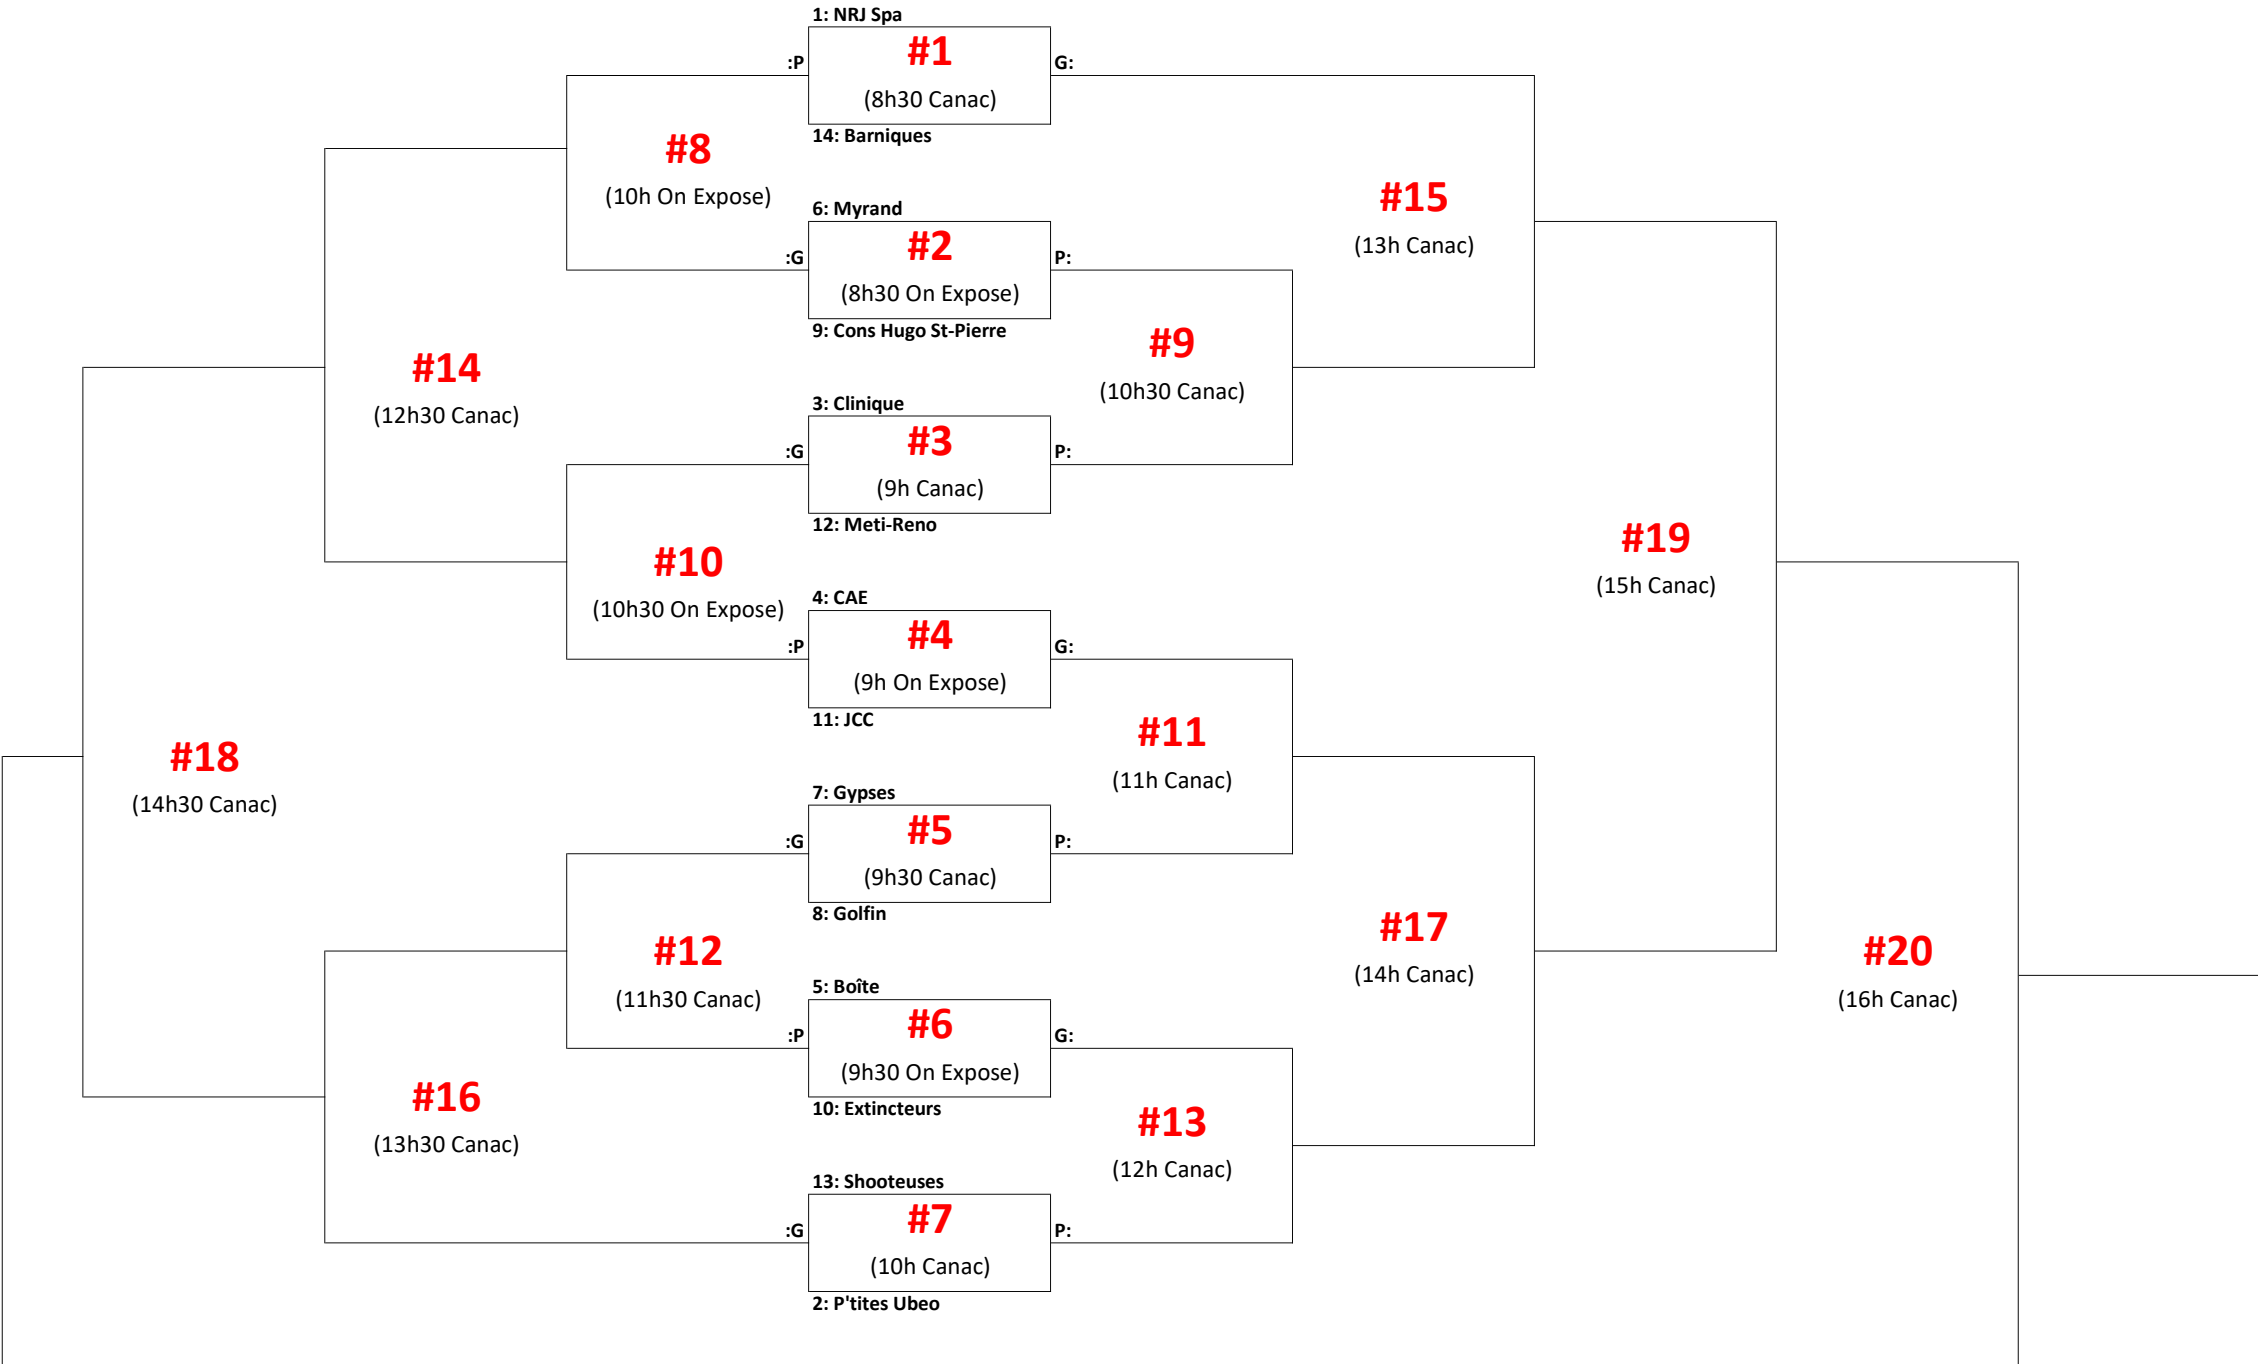 1: NRJ Spa
:P
#1
G:
(8h30 Canac)
14: Barniques
#8
(10h On Expose)
#15
(13h Canac)
6: Myrand
:G
#2
P:
(8h30 On Expose)
9: Cons Hugo St-Pierre
#9
(10h30 Canac)
#14
(12h30 Canac)
3: Clinique
:G
#3
P:
(9h Canac)
12: Meti-Reno
#19
(15h Canac)
#10
(10h30 On Expose)
4: CAE
:P
#4
G:
(9h On Expose)
11: JCC
#11
(11h Canac)
#18
(14h30 Canac)
7: Gypses
:G
#5
P:
(9h30 Canac)
8: Golfin
#17
(14h Canac)
#12
(11h30 Canac)
#20
(16h Canac)
5: Boîte
:P
#6
G:
(9h30 On Expose)
10: Extincteurs
#16
(13h30 Canac)
#13
(12h Canac)
13: Shooteuses
:G
#7
P:
(10h Canac)
2: P'tites Ubeo